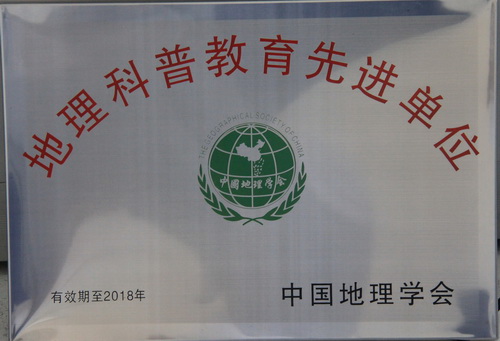 地理科普教育先进单位
THE GEOGRAPHICAL SOCIETY OF CHINA
中国地理学会
有效期至2018年
中国地理学会